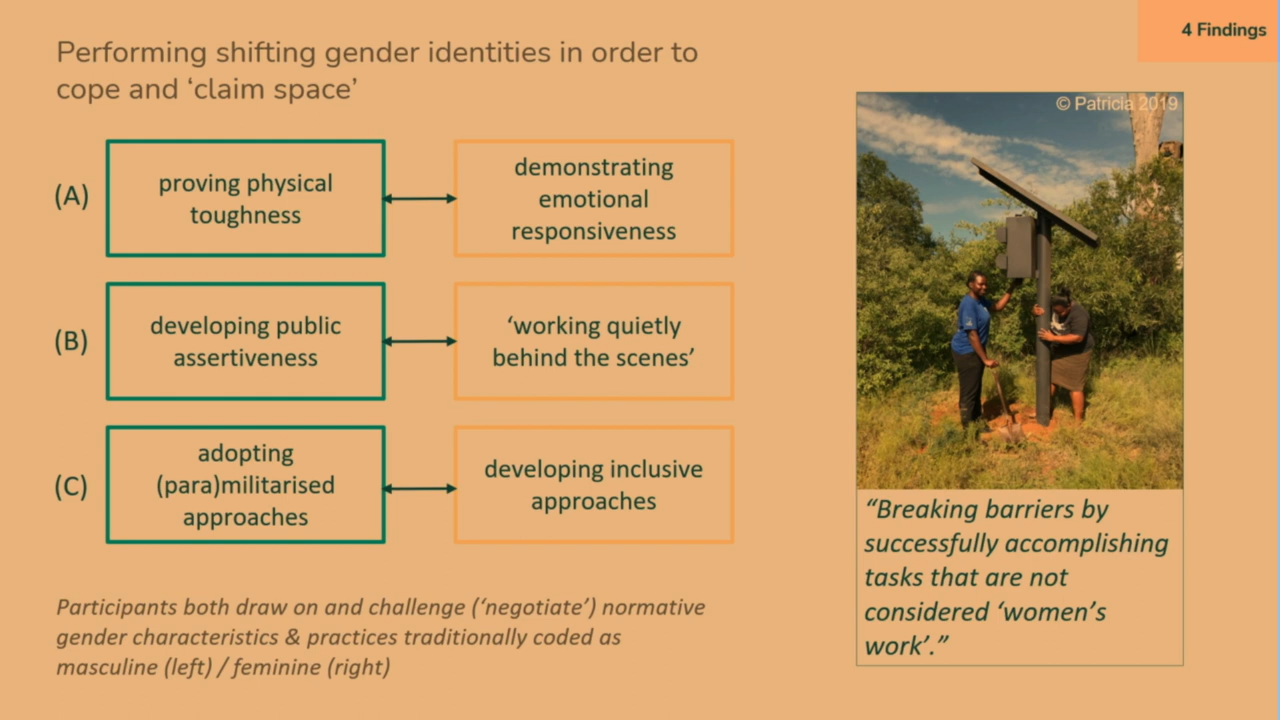 4 Findings
Performing shifting gender identities in order to
cope and ‘claim space’
(A)
proving physical
toughness
demonstrating
emotional
responsiveness
(B)
developing public
assertiveness
‘working quietly
behind the scenes’
(C)
adopting
(para)militarised
approaches
developing inclusive
approaches
Participants both draw on and challenge (‘negotiate’) normative
gender characteristics & practices traditionally coded as
masculine (left) / feminine (right)
© Patricia 2019
“Breaking barriers by
successfully accomplishing
tasks that are not
considered ‘women’s
work’.”